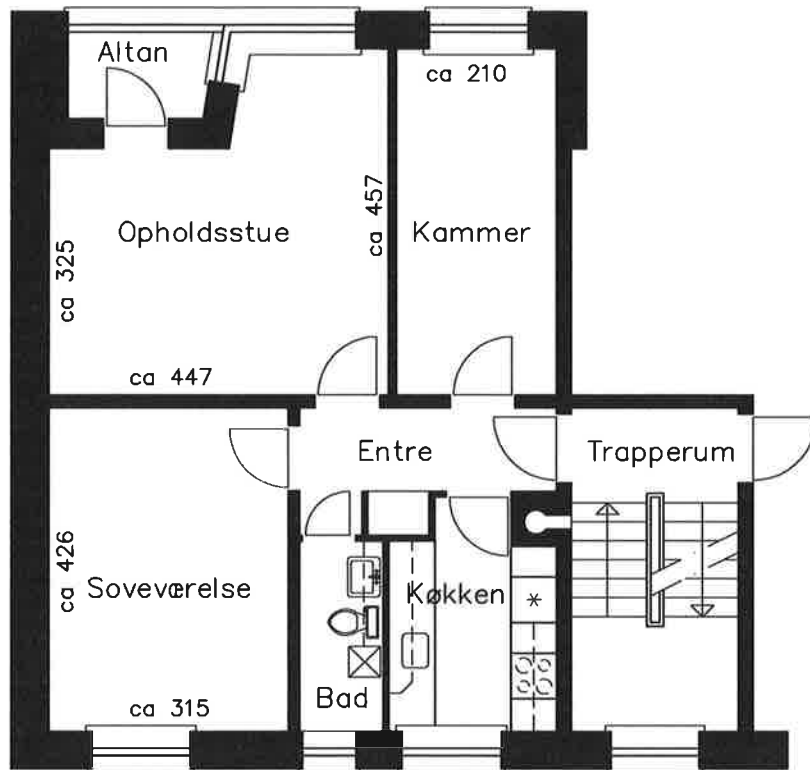 Altan
ca 210
Opholdsstue
ca 457
Kammer
ca 325
ca 447
Entre
Trapperum
ca 426
Soveværelse
Køkken
*
Bad
ca 315